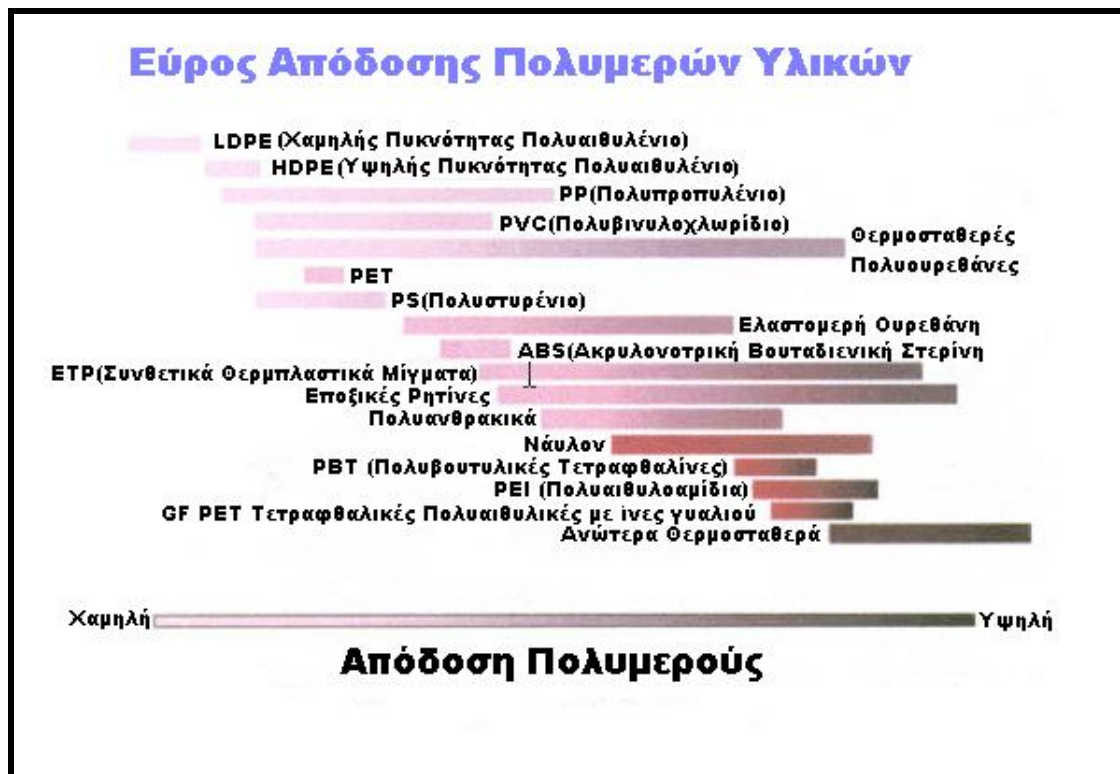 Εύρος Απόδοσης Πολυμερών Υλικών
LDPE (Χαμηλής Πυκνότητας Πολυαιθυλένιο)
HDPE(Υψηλής Πυκνότητας Πολυαιθυλένιο)
PP(Πολυπροπυλένιο)
PVC(Πολυβινυλοχλωρίδιο)
Θερμοσταθερές
Πολυουρεθάνες
PET
PS(Πολυστυρένιο)
Ελαστομερή Ουρεθάνη
ABS(Ακρυλονοτρική Βουταδιενική Στερίνη
ETP(Συνθετικά Θερμπλαστικά Μίγματα)
Εποξικές Ρητίνες
Πολυανθρακικά
Νάυλον
PBT (Πολυβουτυλικές Τετραφθαλίνες)
PEI (Πολυαιθυλοαμίδια)
GF PET Τετραφθαλικές Πολυαιθυλικές με ίνες γυαλιού
Ανώτερα Θερμοσταθερά
Χαμηλή
Υψηλή
Απόδοση Πολυμερούς